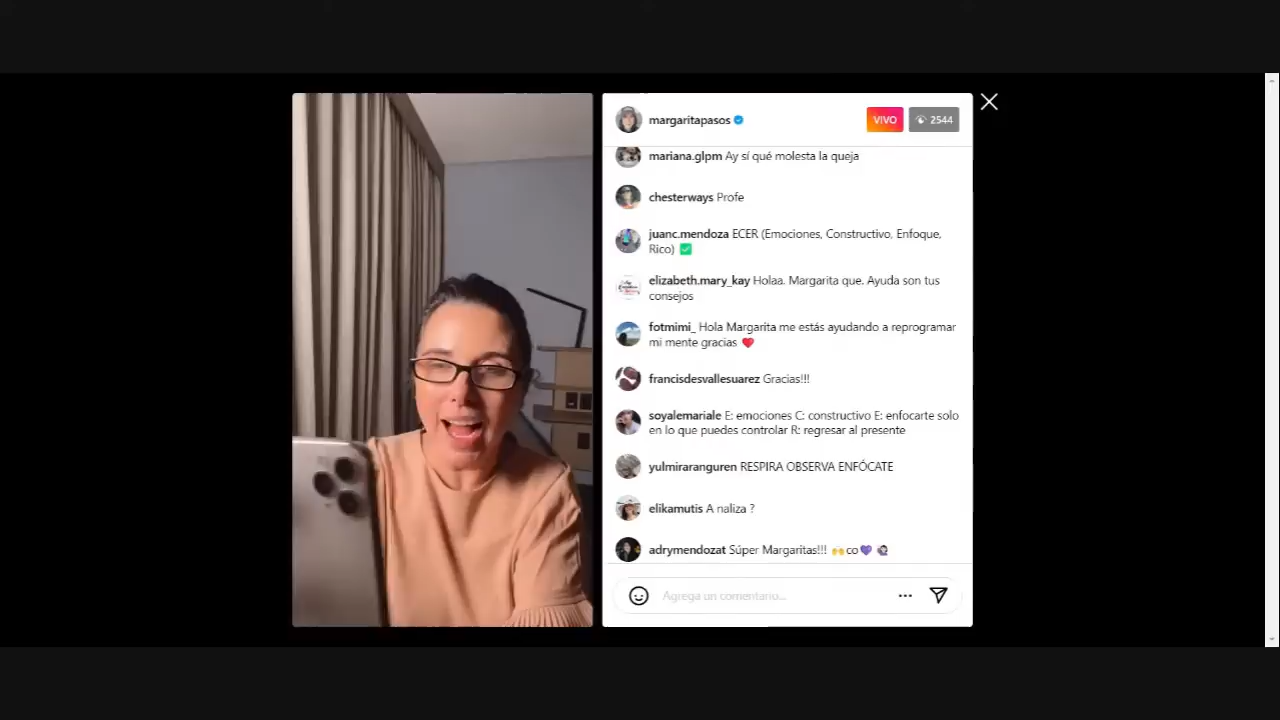 margaritapasos
VIVO
2544
mariana.glpm Ay sí qué molesta la queja
chesterways Profe
juanc.mendoza ECER (Emociones, Constructivo, Enfoque,
Rico) ✅
elizabeth.mary_kay Holaa. Margarita que. Ayuda son tus
consejos
fotmimi_ Hola Margarita me estás ayudando a reprogramar
mi mente gracias ❤️
francisdesvallesuarez Gracias!!!
soyalemariale E: emociones C: constructivo E: enfocarte solo
en lo que puedes controlar R: regresar al presente
yulmiraranguren RESPIRA OBSERVA ENFÓCATE
elikamutis A naliza ?
adrymendozat Súper Margaritas!!! 🙌co💜
Agrega un comentario...